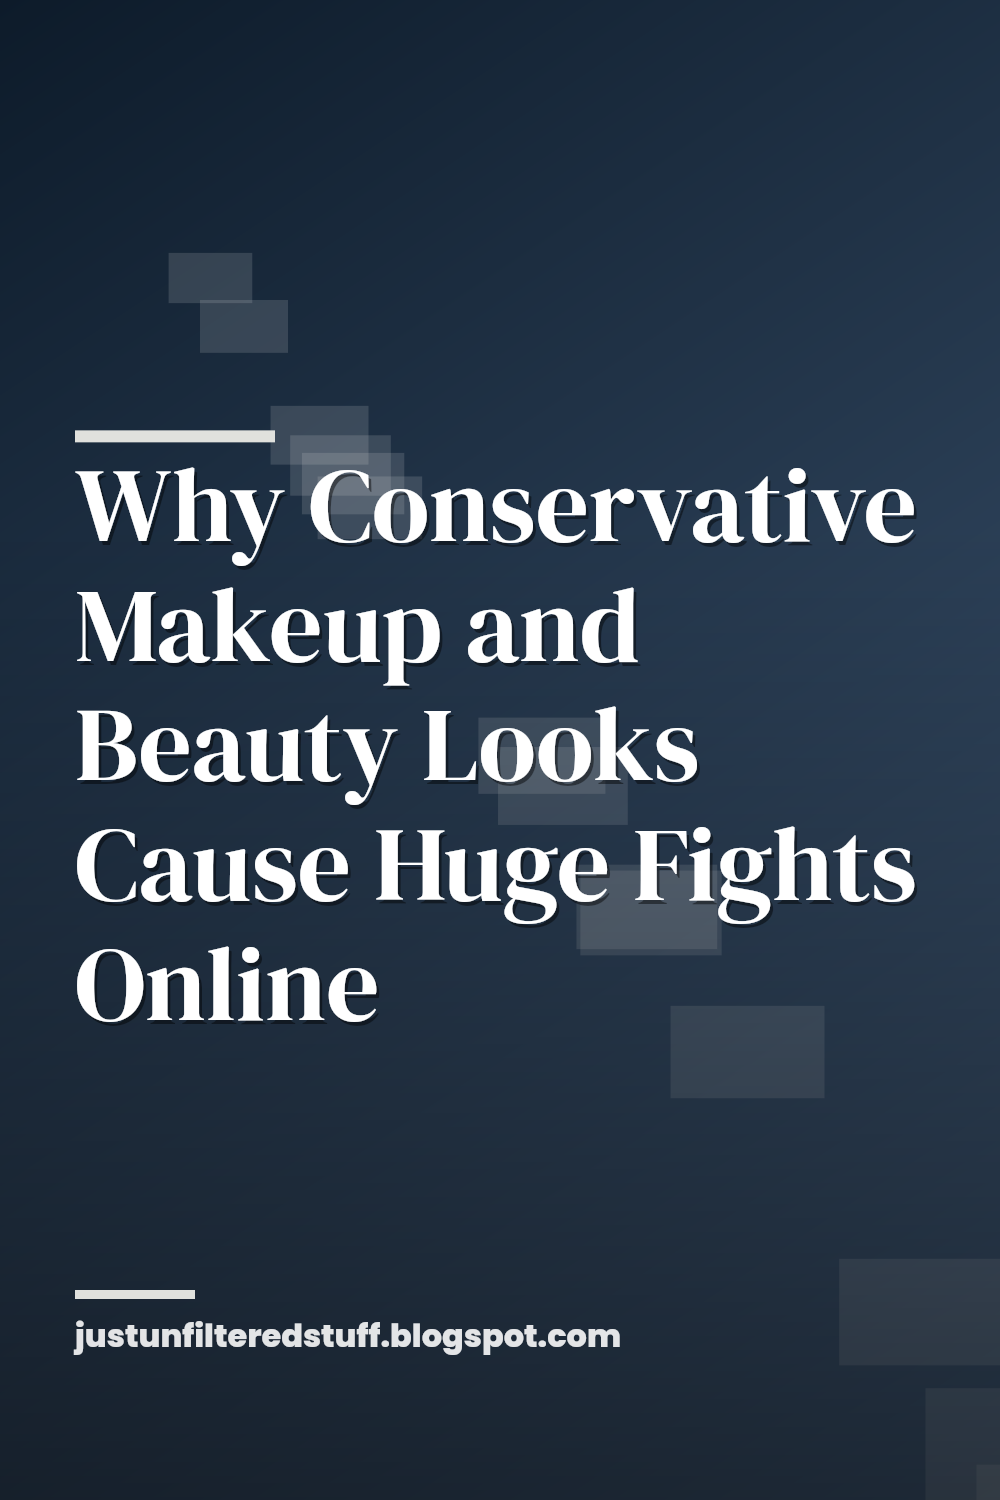 Why Conservative
Makeup and
Beauty Looks
Cause Huge Fights
Online
justunfilteredstuff.blogspot.com